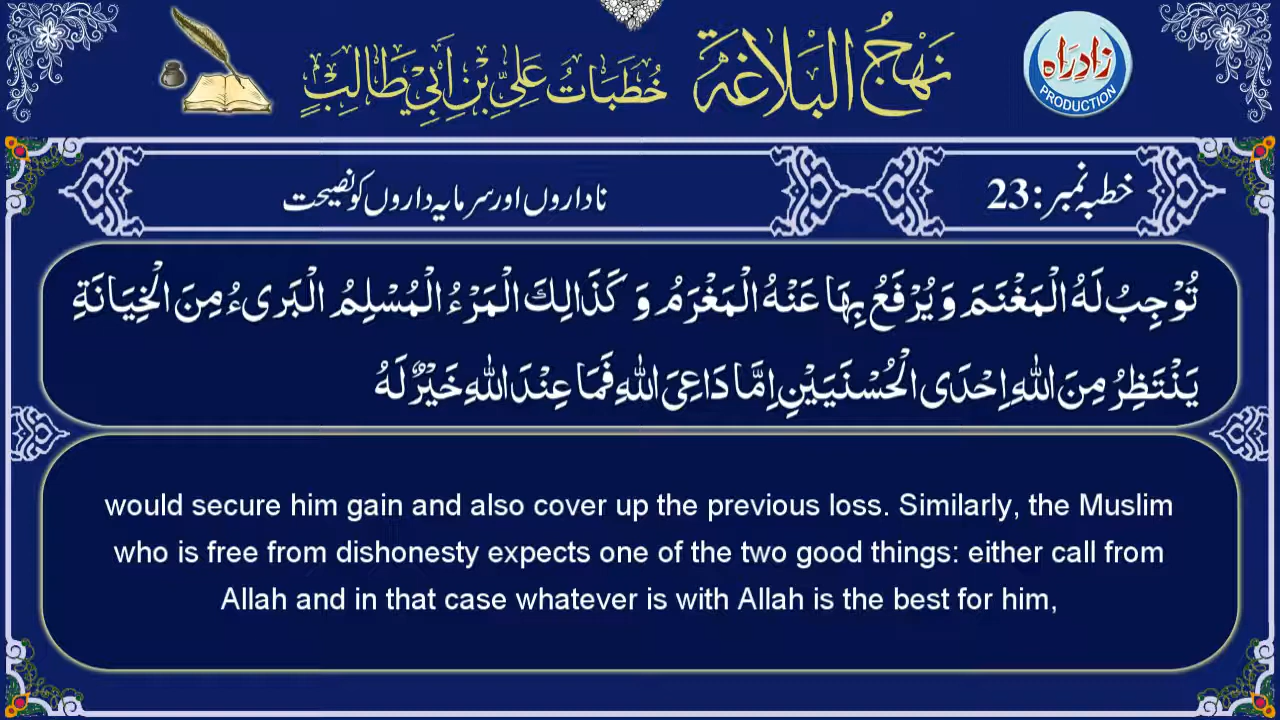 نَهْجُ البَلَاغَة خُطَبَاتُ عَلِيِّ بْنِ اَبِي طَالِبْ
زادِراہ
PRODUCTION
خطبہ نمبر: 23
ناداروں اور سرمایہ داروں کو نصیحت
تُوْجِبُ لَهُ الْمَغْنَمَ وَ يُرْفَعُ بِهَا عَنْهُ الْمَغْرَمُ وَ كَذَالِكَ الْمَرْءُ الْمُسْلِمُ الْبَرِىءُ مِنَ الْخِيَانَةِ
يَنْتَظِرُ مِنَ اللهِ اِحْدَى الْحُسْنَيَيْنِ اِمَّا دَاعِىَ اللهِ فَمَا عِنْدَ اللهِ خَيْرٌ لَهُ
would secure him gain and also cover up the previous loss. Similarly, the Muslim
who is free from dishonesty expects one of the two good things: either call from
Allah and in that case whatever is with Allah is the best for him,